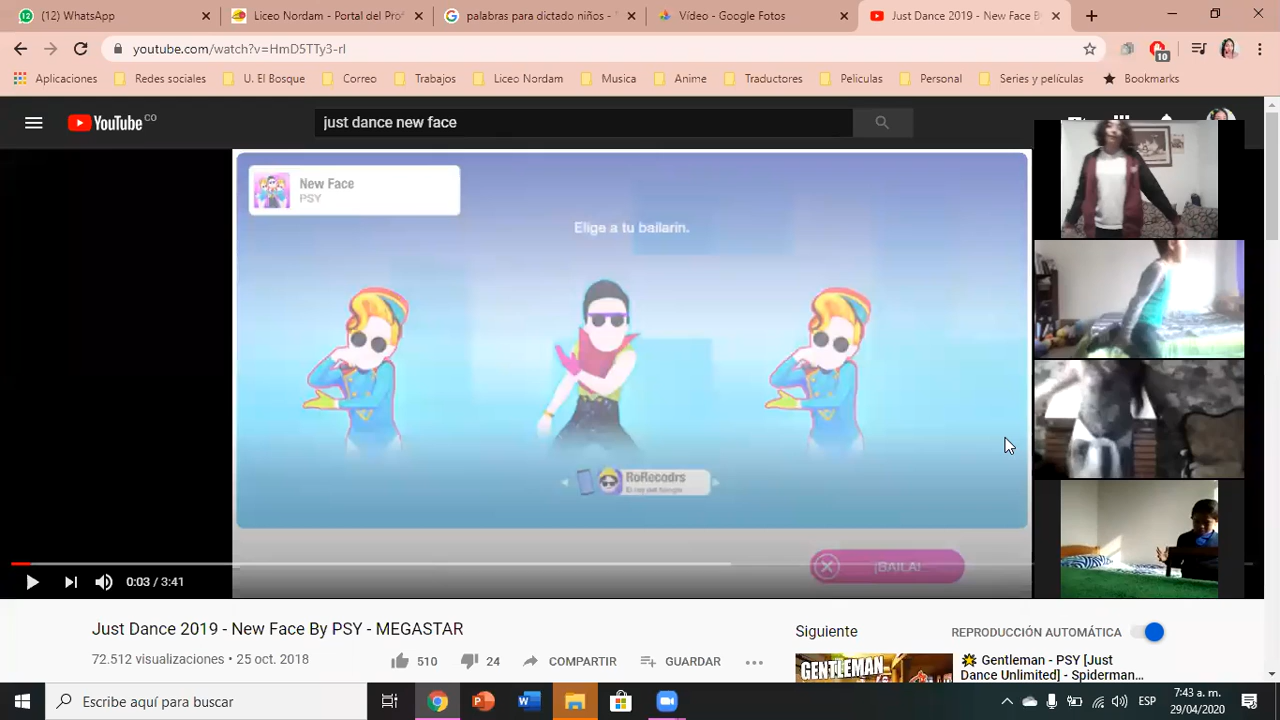 (12) WhatsApp
Liceo Nordam - Portal del Pro
palabras para dictado niños -
Vídeo - Google Fotos
Just Dance 2019 - New Face By
youtube.com/watch?v=HmD5TTy3-rI
10
Aplicaciones Redes sociales U. El Bosque Correo Trabajos Liceo Nordam Musica Anime Traductores Peliculas Personal Series y películas Bookmarks
YouTube CO
just dance new face
New Face
PSY
Elige a tu bailarín.
RoRecodrs
¡BAILA!
0:03 / 3:41
Just Dance 2019 - New Face By PSY - MEGASTAR
72.512 visualizaciones • 25 oct. 2018
510 24 COMPARTIR GUARDAR
Siguiente REPRODUCCIÓN AUTOMÁTICA
GENTLEMAN
Gentleman - PSY [Just
Dance Unlimited] - Spiderman...
Escribe aquí para buscar
ESP
7:43 a. m.
29/04/2020